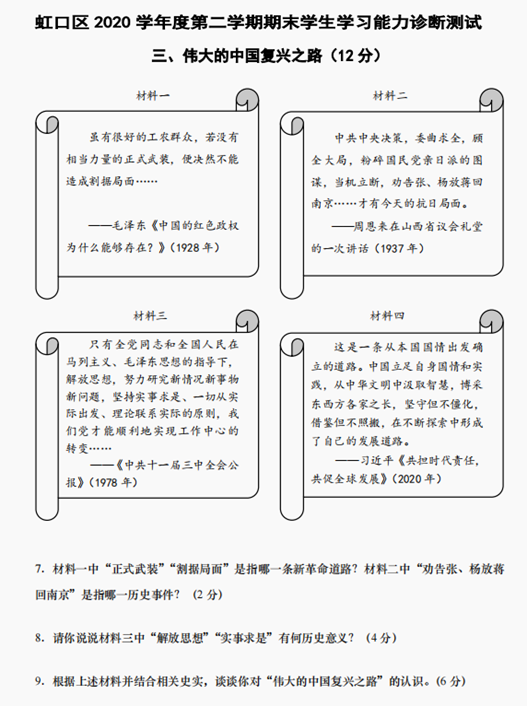 虹口区 2020 学年度第二学期期末学生学习能力诊断测试
三、伟大的中国复兴之路（12 分）
材料一
虽有很好的工农群众，若没有
相当力量的正式武装，便决然不能
造成割据局面……
——毛泽东《中国的红色政权
为什么能够存在？》（1928 年）
材料二
中共中央决策，委曲求全，顾
全大局，粉碎国民党亲日派的图
谋，当机立断，劝告张、杨放蒋回
南京……才有今天的抗日局面。
——周恩来在山西省议会礼堂
的一次讲话（1937 年）
材料三
只有全党同志和全国人民在
马列主义、毛泽东思想的指导下，
解放思想，努力研究新情况新事物
新问题，坚持实事求是、一切从实
际出发、理论联系实际的原则，我
们党才能顺利地实现工作中心的
转变……
——《中共十一届三中全会公
报》（1978 年）
材料四
这是一条从本国国情出发确
立的道路。中国立足自身国情和实
践，从中华文明中汲取智慧，博采
东西方各家之长，坚守但不僵化，
借鉴但不照搬，在不断探索中形成
了自己的发展道路。
——习近平《共担时代责任，
共促全球发展》（2020 年）
7．材料一中“正式武装”“割据局面”是指哪一条新革命道路？材料二中“劝告张、杨放蒋
回南京”是指哪一历史事件？（2 分）
8．请你说说材料三中“解放思想”“实事求是”有何历史意义？（4 分）
9．根据上述材料并结合相关史实，谈谈你对“伟大的中国复兴之路”的认识。(6 分）